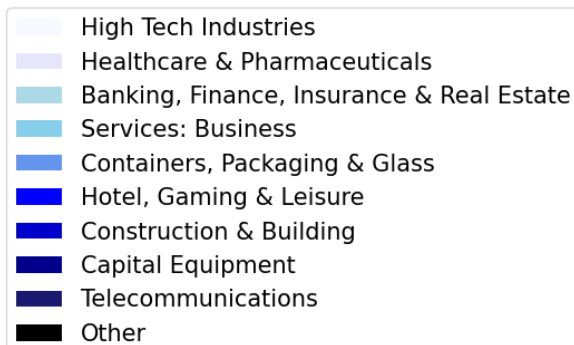 High Tech Industries
Healthcare & Pharmaceuticals
Banking, Finance, Insurance & Real Estate
Services: Business
Containers, Packaging & Glass
Hotel, Gaming & Leisure
Construction & Building
Capital Equipment
Telecommunications
Other